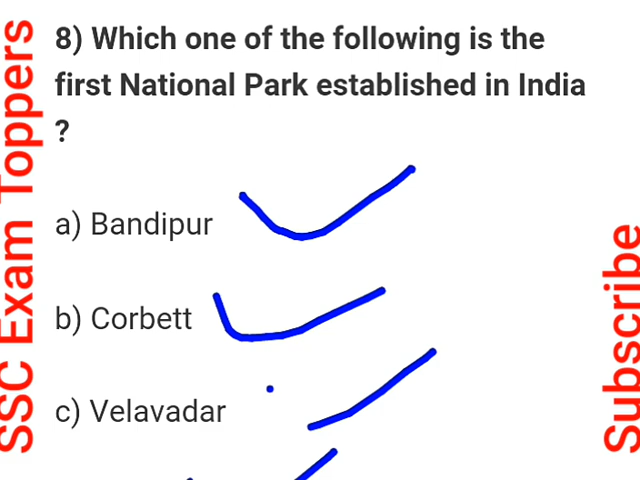 SSC Exam Toppers
8) Which one of the following is the
first National Park established in India
?
a) Bandipur
b) Corbett
c) Velavadar
Subscribe